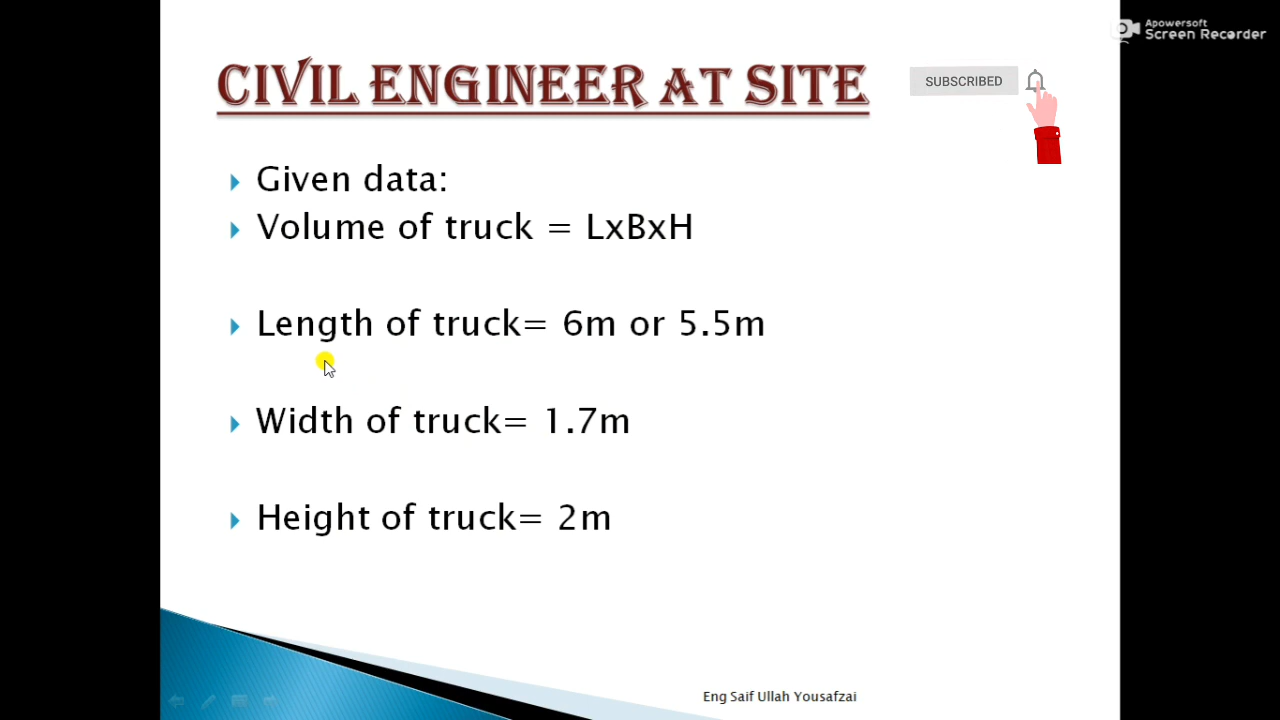 Apowersoft
Screen Recorder
CIVIL ENGINEER AT SITE
SUBSCRIBED
Given data:
Volume of truck = LxBxH
Length of truck= 6m or 5.5m
Width of truck= 1.7m
Height of truck= 2m
Eng Saif Ullah Yousafzai